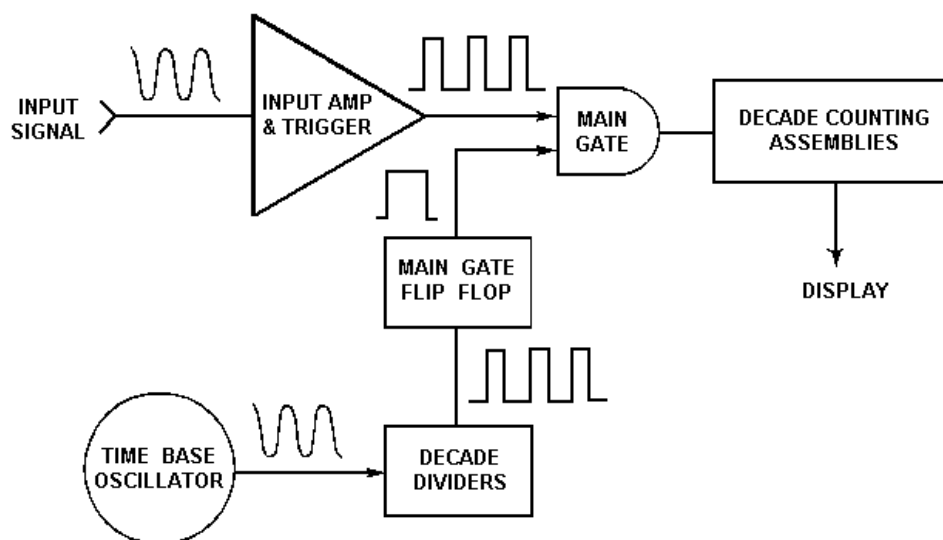 INPUT
SIGNAL
INPUT AMP
& TRIGGER
MAIN
GATE
DECADE COUNTING
ASSEMBLIES
MAIN GATE
FLIP FLOP
DISPLAY
TIME BASE
OSCILLATOR
DECADE
DIVIDERS